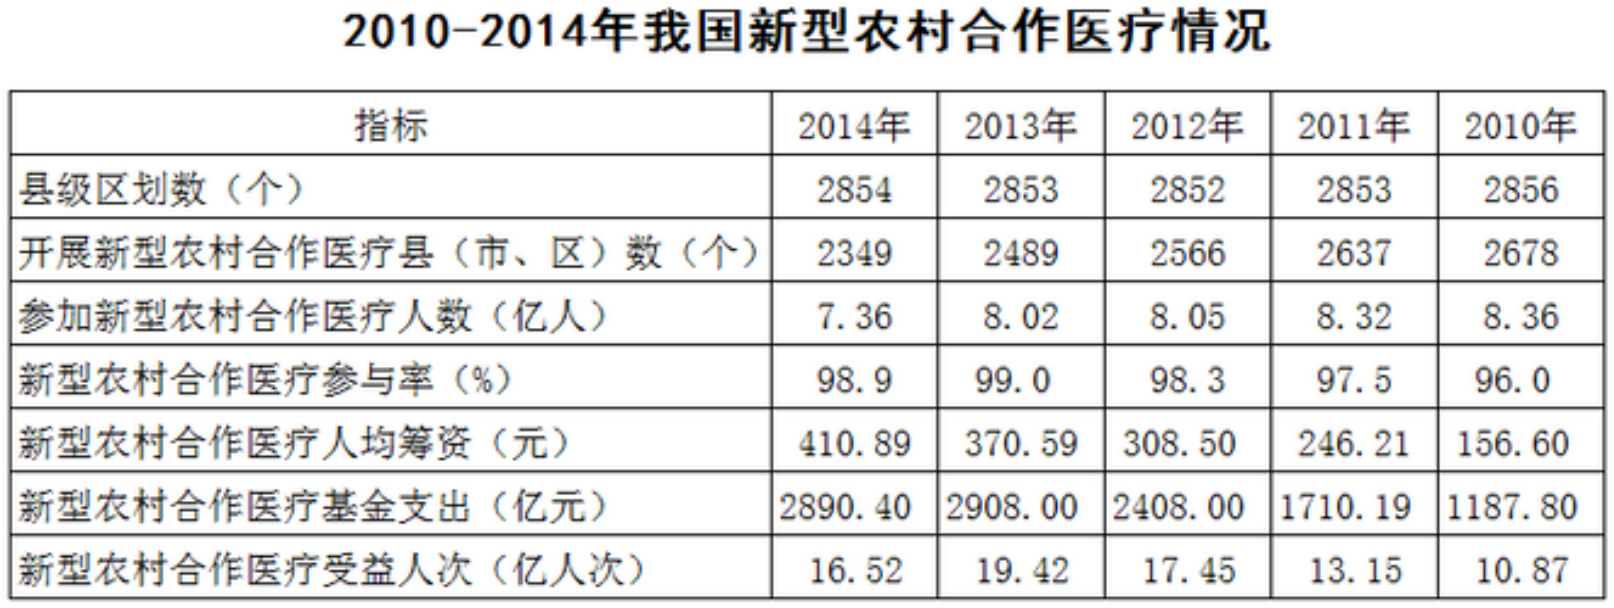 2010-2014年我国新型农村合作医疗情况
指标 2014年 2013年 2012年 2011年 2010年
县级区划数（个） 2854 2853 2852 2853 2856
开展新型农村合作医疗县（市、区）数（个） 2349 2489 2566 2637 2678
参加新型农村合作医疗人数（亿人） 7.36 8.02 8.05 8.32 8.36
新型农村合作医疗参与率（%） 98.9 99.0 98.3 97.5 96.0
新型农村合作医疗人均筹资（元） 410.89 370.59 308.50 246.21 156.60
新型农村合作医疗基金支出（亿元） 2890.40 2908.00 2408.00 1710.19 1187.80
新型农村合作医疗受益人次（亿人次） 16.52 19.42 17.45 13.15 10.87